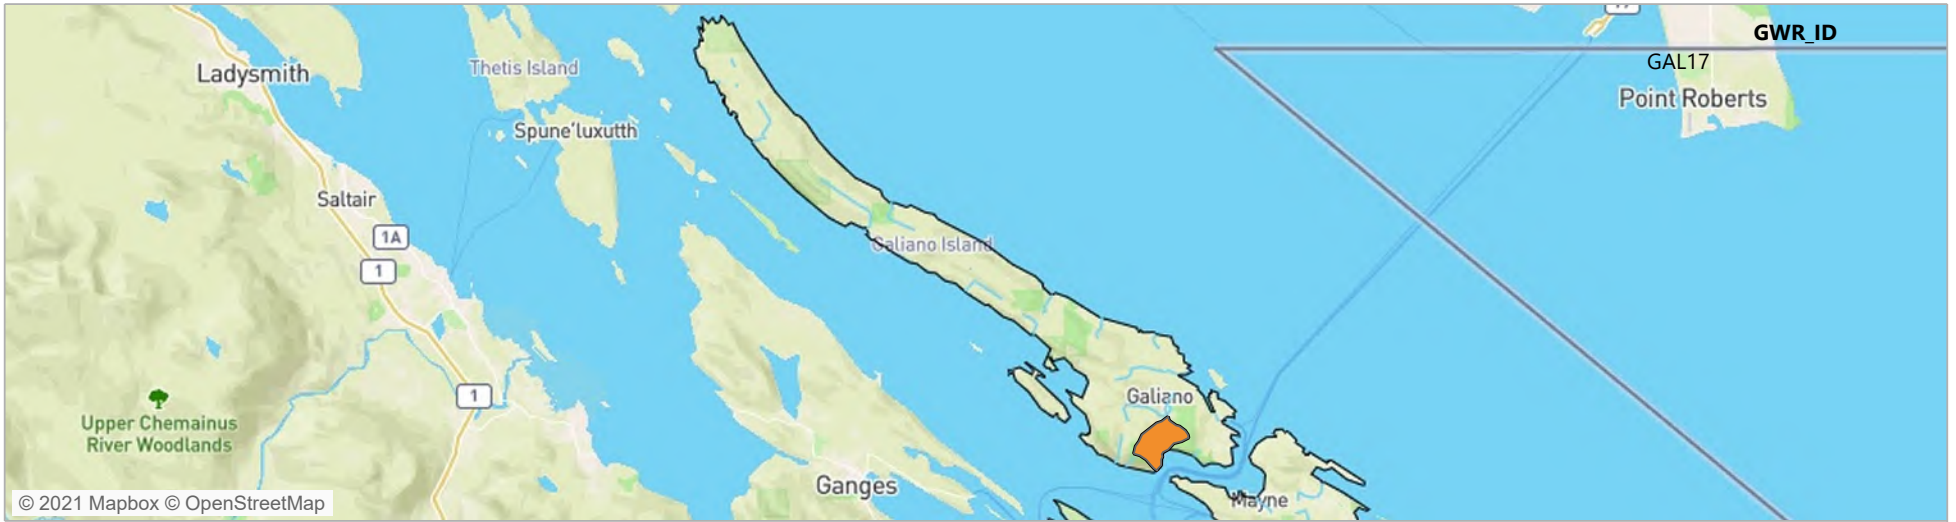 GWR_ID
GAL17
Ladysmith
Thetis Island
Point Roberts
Spune'luxutth
Saltair
1A
Galiano Island
1
1
Galiano
Upper Chemainus
River Woodlands
Ganges
Mayne
© 2021 Mapbox © OpenStreetMap